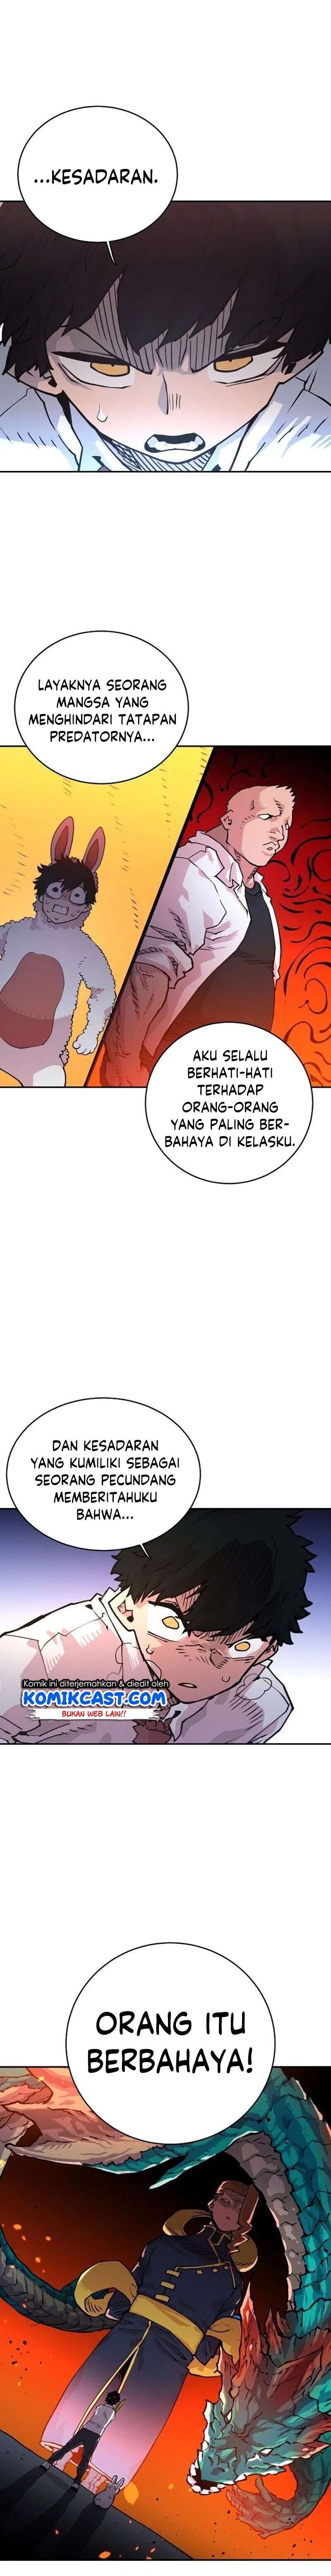 ...KESADARAN.
LAYAKNYA SEORANG
MANGSA YANG
MENGHINDARI TATAPAN
PREDATORNYA...
AKU SELALU
BERHATI-HATI
TERHADAP
ORANG-ORANG
YANG PALING BER-
BAHAYA DI KELASKU.
DAN KESADARAN
YANG KUMILIKI SEBAGAI
SEORANG PECUNDANG
MEMBERITAHUKU
BAHWA...
Komik ini diterjemahkan & diedit oleh
KOMIKCAST.COM
BUKAN WEB LAIN!!
ORANG ITU
BERBAHAYA!